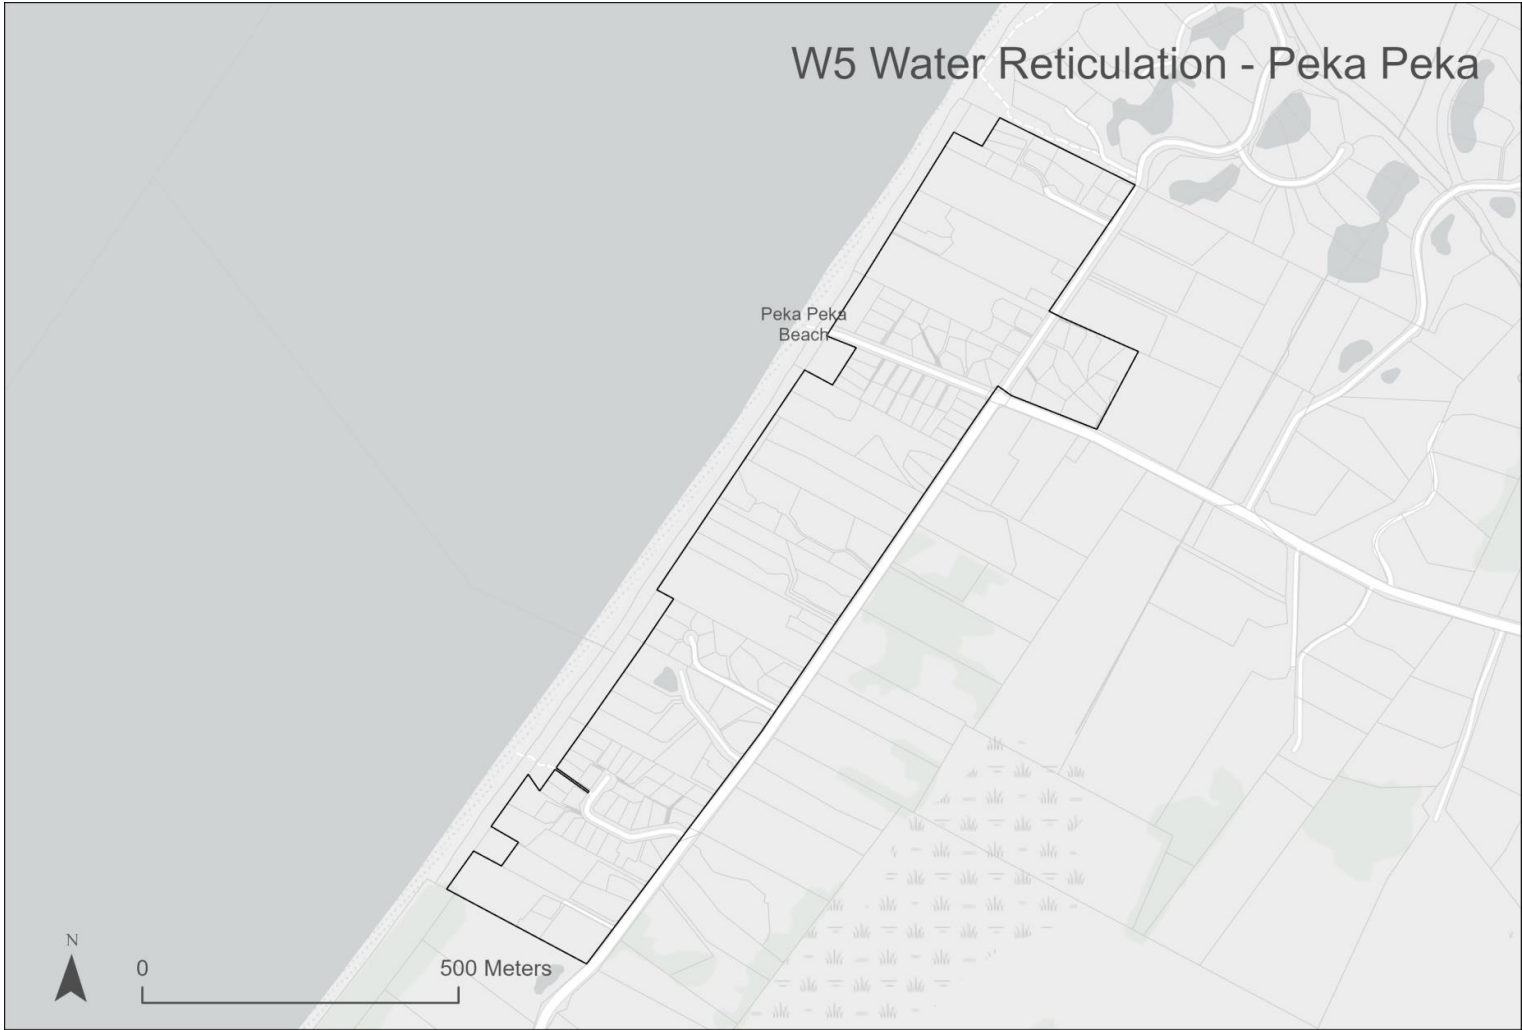 W5 Water Reticulation - Peka Peka
Peka Peka
Beach
N
0
500 Meters